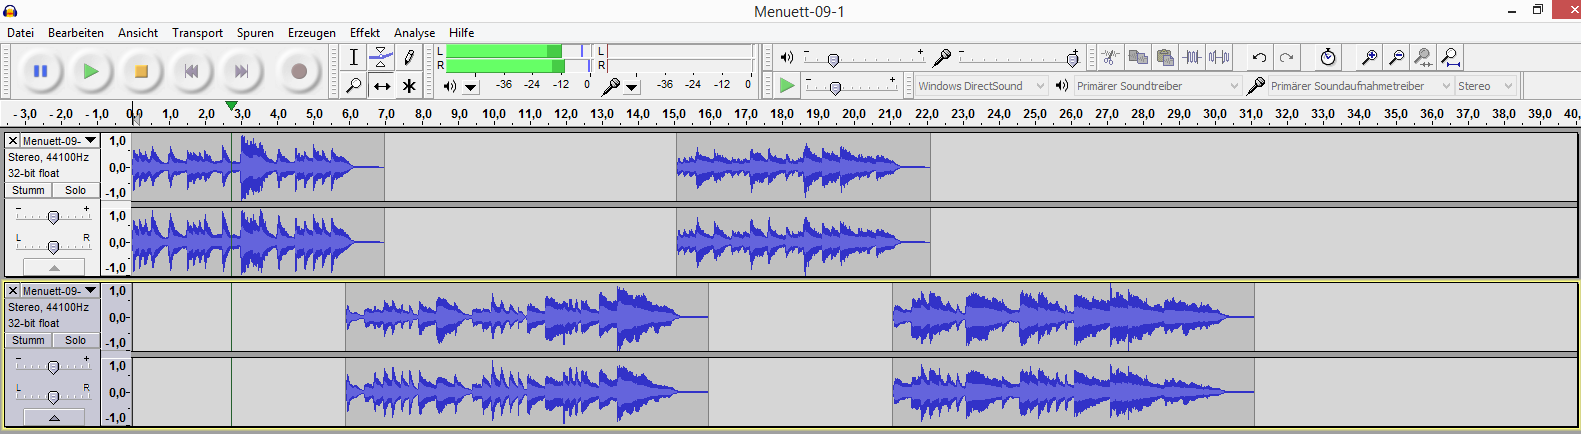 Menuett-09-1
Datei Bearbeiten Ansicht Transport Spuren Erzeugen Effekt Analyse Hilfe
L
R
L
R
-36 -24 -12 0
-36 -24 -12 0
Windows DirectSound
Primärer Soundtreiber
Primärer Soundaufnahmetreiber
Stereo
- 3,0 - 2,0 - 1,0 0,0 1,0 2,0 3,0 4,0 5,0 6,0 7,0 8,0 9,0 10,0 11,0 12,0 13,0 14,0 15,0 16,0 17,0 18,0 19,0 20,0 21,0 22,0 23,0 24,0 25,0 26,0 27,0 28,0 29,0 30,0 31,0 32,0 33,0 34,0 35,0 36,0 37,0 38,0 39,0 40,
X Menuett-09-
Stereo, 44100Hz
32-bit float
Stumm Solo
- +
L R
1,0
0,0-
-1,0
1,0
0,0-
-1,0
X Menuett-09-
Stereo, 44100Hz
32-bit float
Stumm Solo
- +
L R
1,0
0,0-
-1,0
1,0
0,0-
-1,0